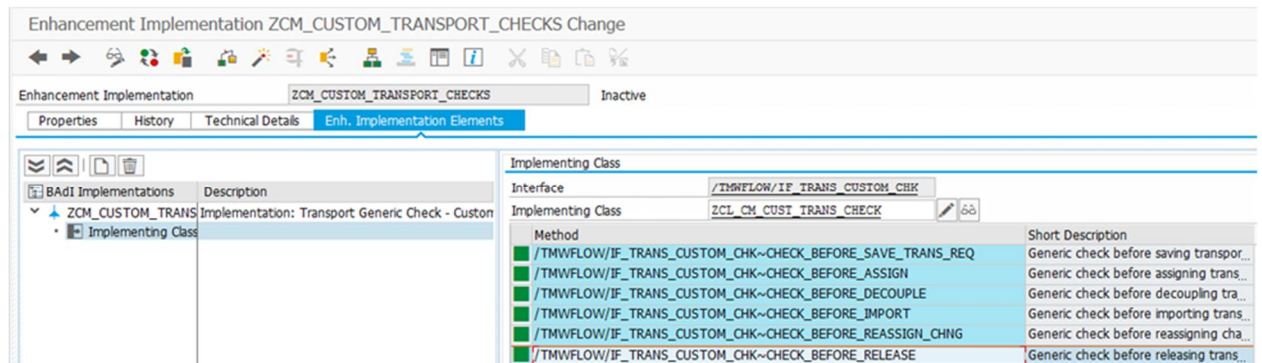 Enhancement Implementation ZCM_CUSTOM_TRANSPORT_CHECKS Change
Enhancement Implementation ZCM_CUSTOM_TRANSPORT_CHECKS Inactive
Properties History Technical Details Enh. Implementation Elements
Implementing Class
BAdI Implementations Description
Interface /TMWFLOW/IF_TRANS_CUSTOM_CHK
ZCM_CUSTOM_TRANS Implementation: Transport Generic Check - Custom
Implementing Class ZCL_CM_CUST_TRANS_CHECK
Implementing Class
Method Short Description
/TMWFLOW/IF_TRANS_CUSTOM_CHK~CHECK_BEFORE_SAVE_TRANS_REQ Generic check before saving transpor...
/TMWFLOW/IF_TRANS_CUSTOM_CHK~CHECK_BEFORE_ASSIGN Generic check before assigning trans...
/TMWFLOW/IF_TRANS_CUSTOM_CHK~CHECK_BEFORE_DECOUPLE Generic check before decoupling tra...
/TMWFLOW/IF_TRANS_CUSTOM_CHK~CHECK_BEFORE_IMPORT Generic check before importing trans...
/TMWFLOW/IF_TRANS_CUSTOM_CHK~CHECK_BEFORE_REASSIGN_CHNG Generic check before reassigning cha...
/TMWFLOW/IF_TRANS_CUSTOM_CHK~CHECK_BEFORE_RELEASE Generic check before releasing trans...